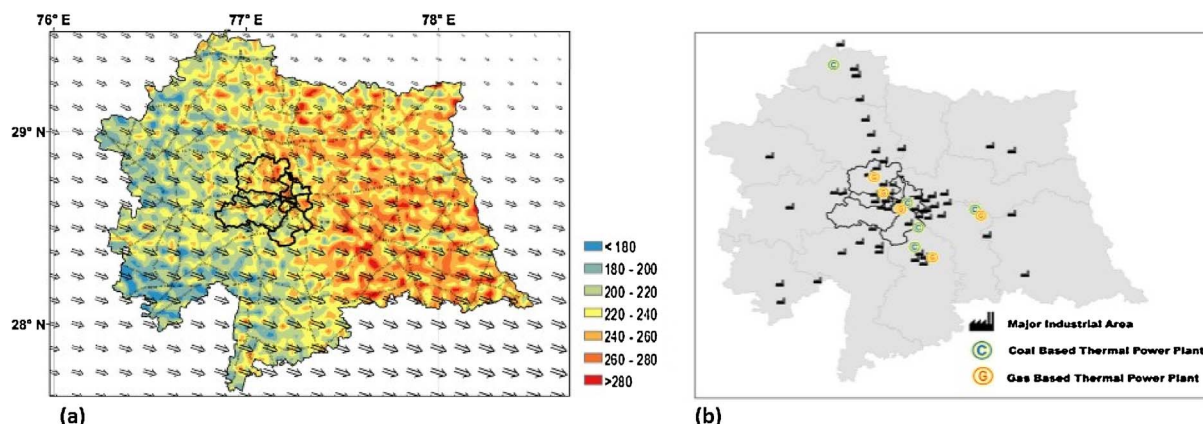 76° E 77° E 78° E
29° N
28° N
< 180
180 - 200
200 - 220
220 - 240
240 - 260
260 - 280
>280
(a)
C
G
G
G
C
C
G
C
C
G
Major Industrial Area
C Coal Based Thermal Power Plant
G Gas Based Thermal Power Plant
(b)